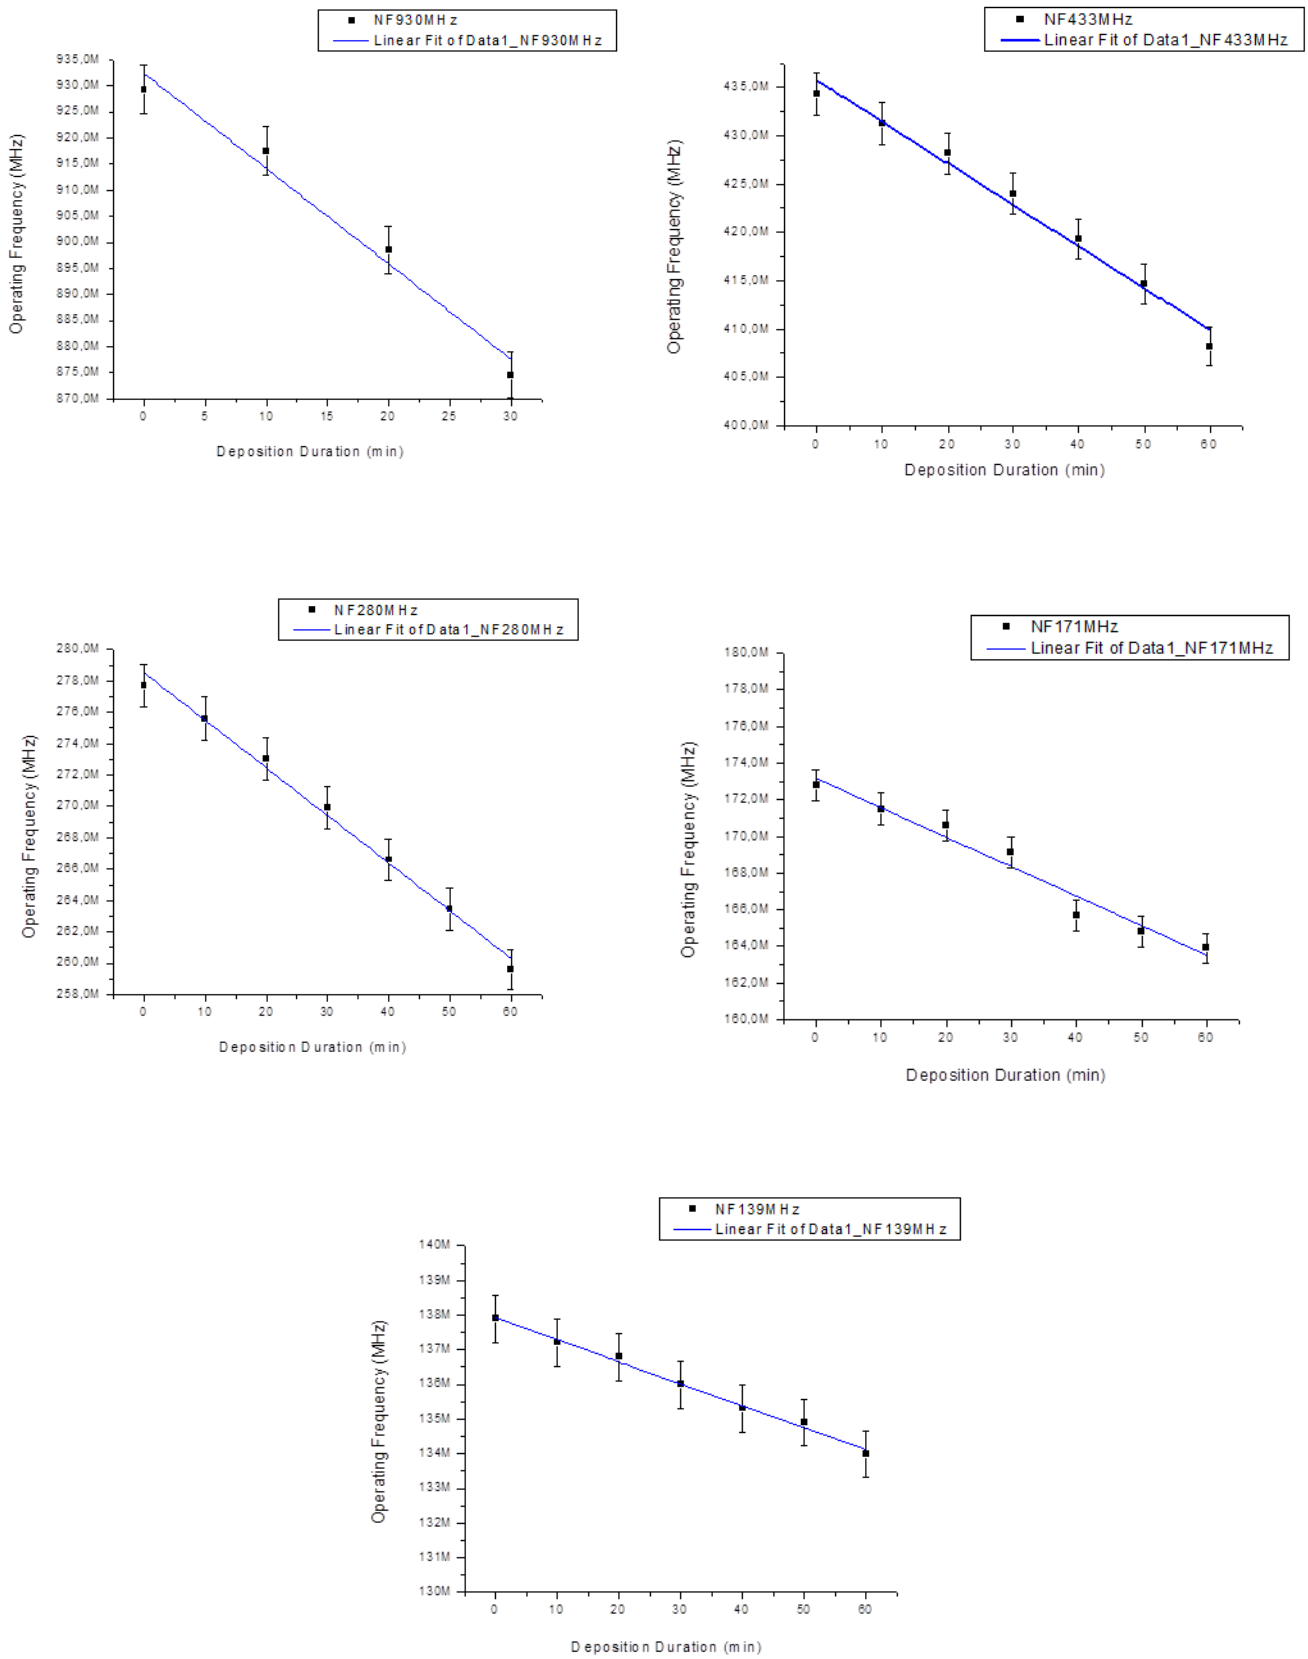 NF930MHz
Linear Fit of Data1_NF930MHz
935,0M
930,0M
925,0M
920,0M
915,0M
910,0M
905,0M
900,0M
895,0M
890,0M
885,0M
880,0M
875,0M
870,0M
Operating Frequency (MHz)
0 5 10 15 20 25 30
Deposition Duration (min)
NF433MHz
Linear Fit of Data1_NF433MHz
435,0M
430,0M
425,0M
420,0M
415,0M
410,0M
405,0M
400,0M
Operating Frequency (MHz)
0 10 20 30 40 50 60
Deposition Duration (min)
NF280MHz
Linear Fit of Data1_NF280MHz
280,0M
278,0M
276,0M
274,0M
272,0M
270,0M
268,0M
266,0M
264,0M
262,0M
260,0M
258,0M
Operating Frequency (MHz)
0 10 20 30 40 50 60
Deposition Duration (min)
NF171MHz
Linear Fit of Data1_NF171MHz
180,0M
178,0M
176,0M
174,0M
172,0M
170,0M
168,0M
166,0M
164,0M
162,0M
160,0M
Operating Frequency (MHz)
0 10 20 30 40 50 60
Deposition Duration (min)
NF139MHz
Linear Fit of Data1_NF139MHz
140M
139M
138M
137M
136M
135M
134M
133M
132M
131M
130M
Operating Frequency (MHz)
0 10 20 30 40 50 60
Deposition Duration (min)